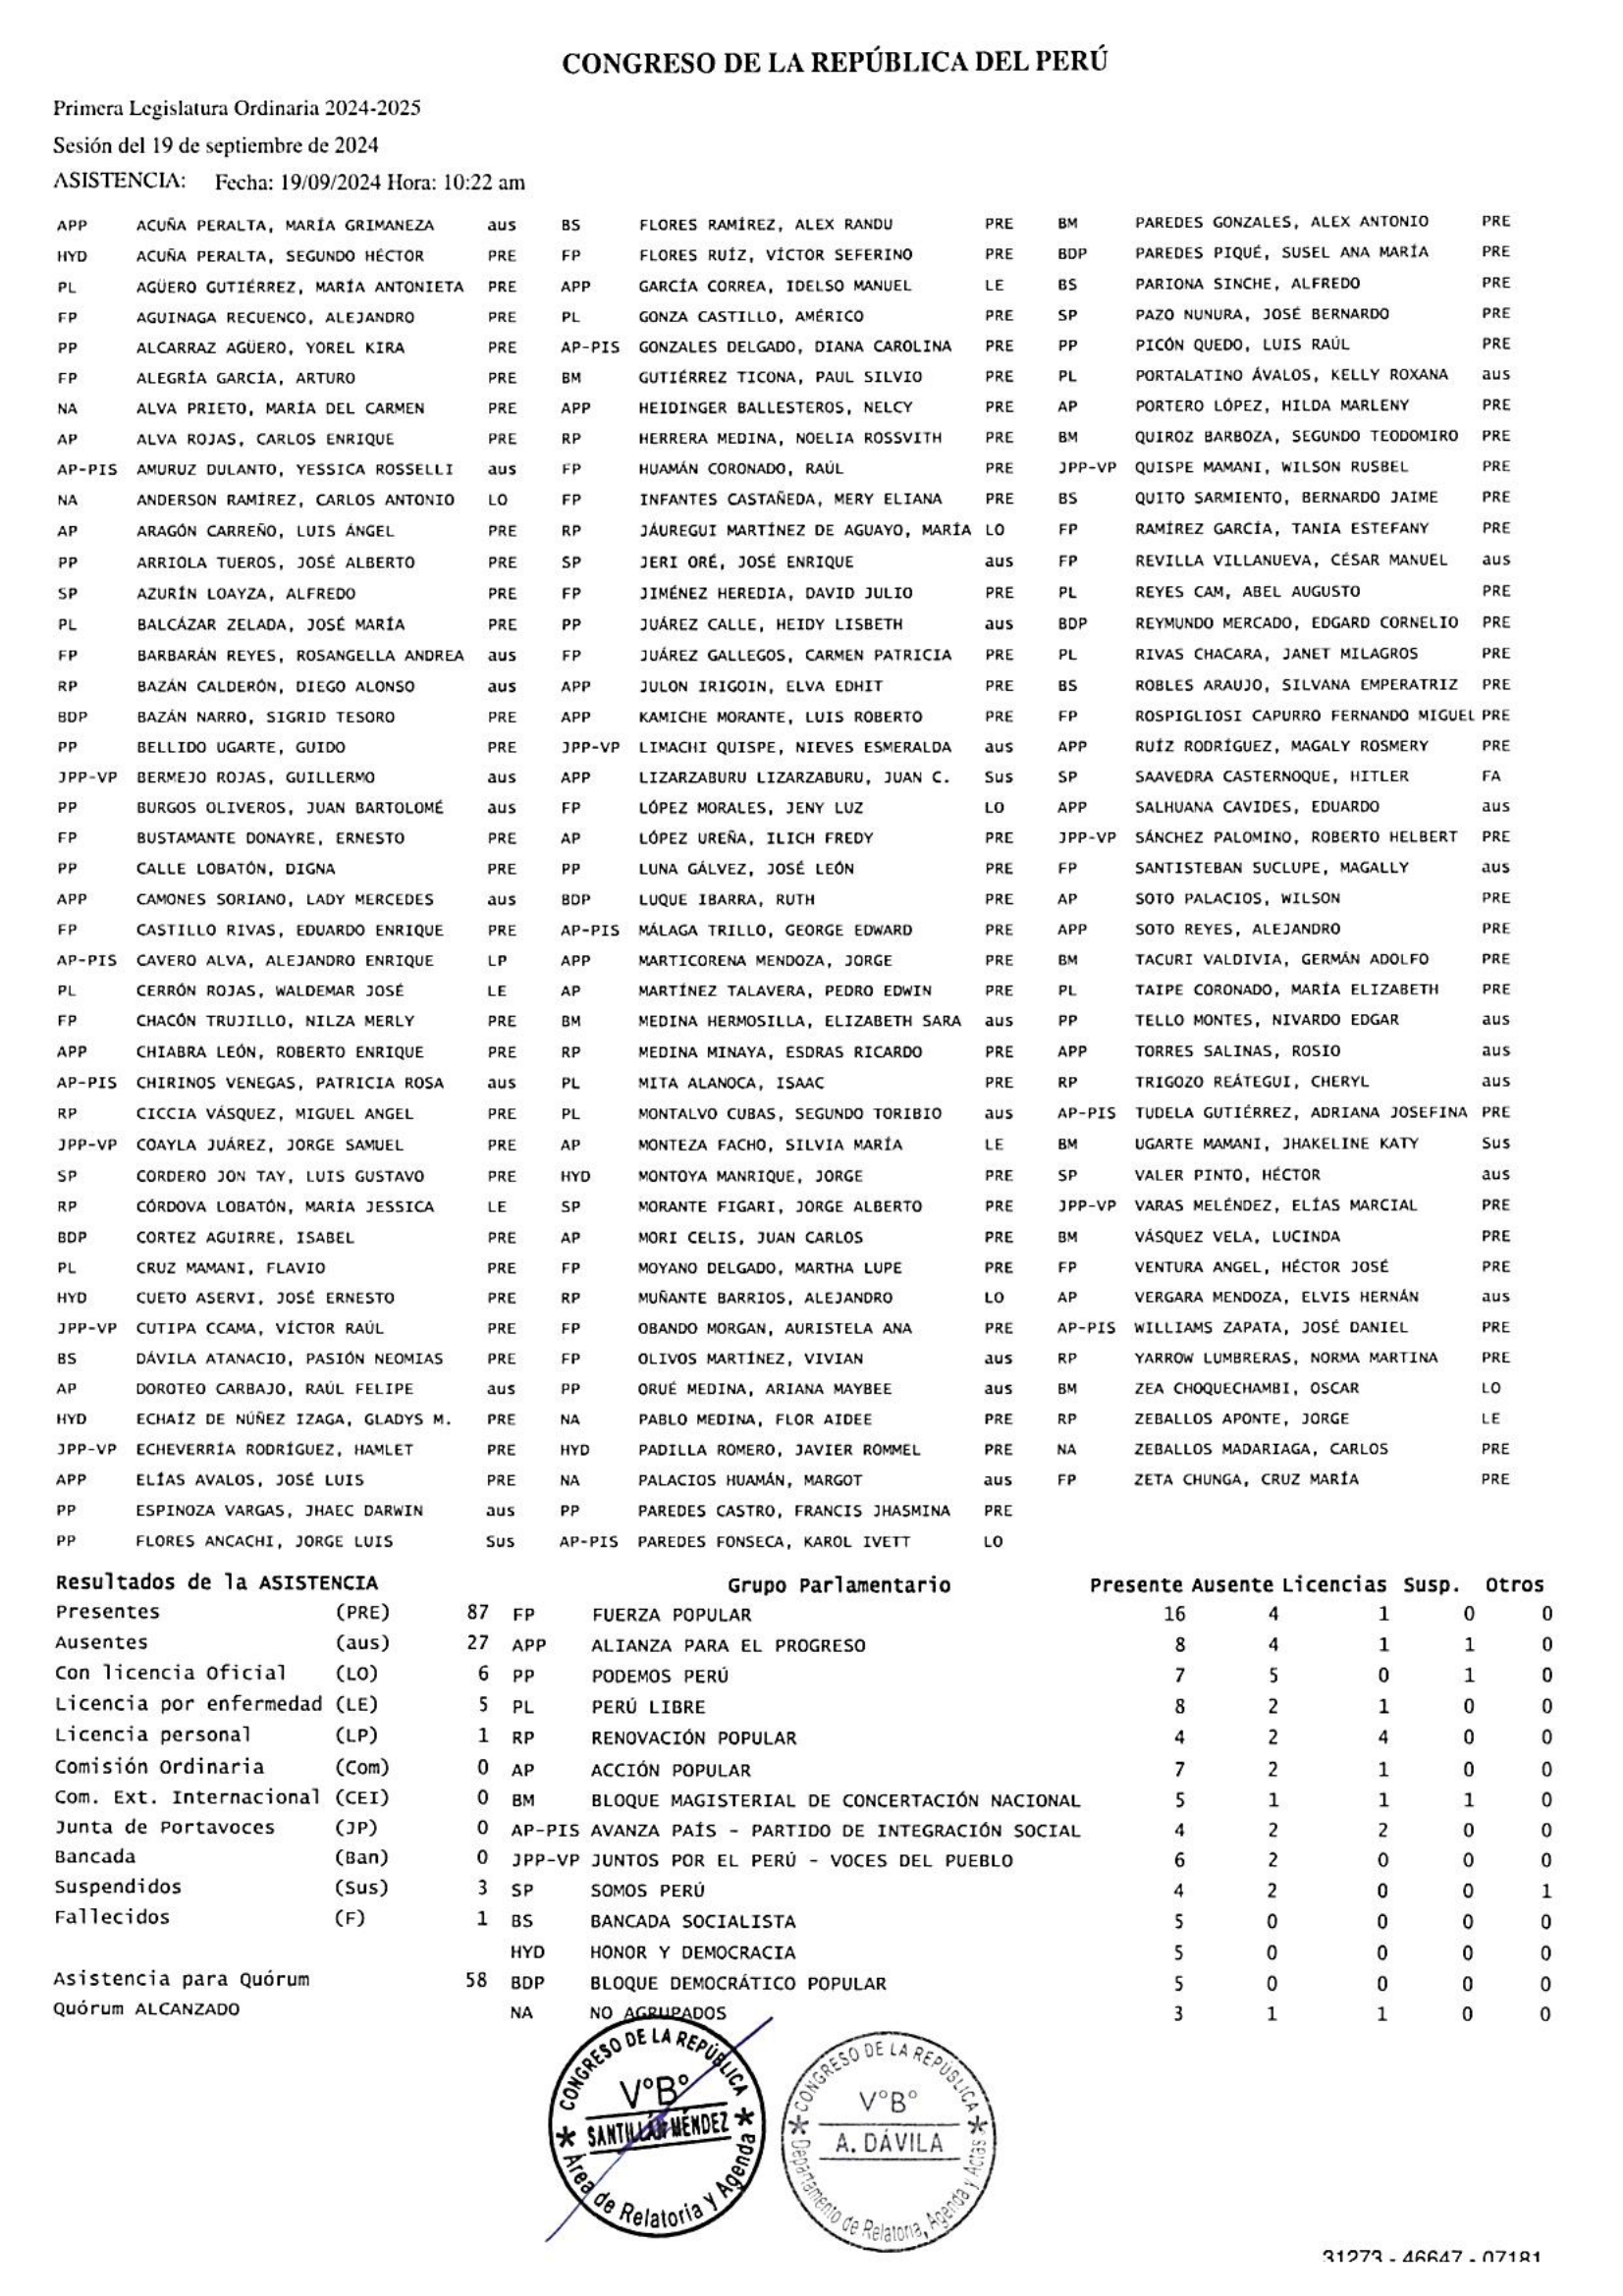 CONGRESO DE LA REPÚBLICA DEL PERÚ
Primera Legislatura Ordinaria 2024-2025
Sesión del 19 de septiembre de 2024
ASISTENCIA: Fecha: 19/09/2024 Hora: 10:22 am
APP ACUÑA PERALTA, MARÍA GRIMANEZA aus BS FLORES RAMÍREZ, ALEX RANDU PRE BM PAREDES GONZALES, ALEX ANTONIO PRE
HYD ACUÑA PERALTA, SEGUNDO HÉCTOR PRE FP FLORES RUÍZ, VÍCTOR SEFERINO PRE BDP PAREDES PIQUÉ, SUSEL ANA MARÍA PRE
PL AGÜERO GUTIÉRREZ, MARÍA ANTONIETA PRE APP GARCÍA CORREA, IDELSO MANUEL LE BS PARIONA SINCHE, ALFREDO PRE
FP AGUINAGA RECUENCO, ALEJANDRO PRE PL GONZA CASTILLO, AMÉRICO PRE SP PAZO NUNURA, JOSÉ BERNARDO PRE
PP ALCARRAZ AGÜERO, YOREL KIRA PRE AP-PIS GONZALES DELGADO, DIANA CAROLINA PRE PP PICÓN QUEDO, LUIS RAÚL PRE
FP ALEGRÍA GARCÍA, ARTURO PRE BM GUTIÉRREZ TICONA, PAUL SILVIO PRE PL PORTALATINO ÁVALOS, KELLY ROXANA aus
NA ALVA PRIETO, MARÍA DEL CARMEN PRE APP HEIDINGER BALLESTEROS, NELCY PRE AP PORTERO LÓPEZ, HILDA MARLENY PRE
AP ALVA ROJAS, CARLOS ENRIQUE PRE RP HERRERA MEDINA, NOELIA ROSSVITH PRE BM QUIROZ BARBOZA, SEGUNDO TEODOMIRO PRE
AP-PIS AMURUZ DULANTO, YESSICA ROSSELLI aus FP HUAMÁN CORONADO, RAÚL PRE JPP-VP QUISPE MAMANI, WILSON RUSBEL PRE
NA ANDERSON RAMÍREZ, CARLOS ANTONIO LO FP INFANTES CASTAÑEDA, MERY ELIANA PRE BS QUITO SARMIENTO, BERNARDO JAIME PRE
AP ARAGÓN CARREÑO, LUIS ÁNGEL PRE RP JÁUREGUI MARTÍNEZ DE AGUAYO, MARÍA LO FP RAMÍREZ GARCÍA, TANIA ESTEFANY PRE
PP ARRIOLA TUEROS, JOSÉ ALBERTO PRE SP JERI ORÉ, JOSÉ ENRIQUE aus FP REVILLA VILLANUEVA, CÉSAR MANUEL aus
SP AZURÍN LOAYZA, ALFREDO PRE FP JIMÉNEZ HEREDIA, DAVID JULIO PRE PL REYES CAM, ABEL AUGUSTO PRE
PL BALCÁZAR ZELADA, JOSÉ MARÍA PRE PP JUÁREZ CALLE, HEIDY LISBETH aus BDP REYMUNDO MERCADO, EDGARD CORNELIO PRE
FP BARBARÁN REYES, ROSANGELLA ANDREA aus FP JUÁREZ GALLEGOS, CARMEN PATRICIA PRE PL RIVAS CHACARA, JANET MILAGROS PRE
RP BAZÁN CALDERÓN, DIEGO ALONSO aus APP JULON IRIGOIN, ELVA EDHIT PRE BS ROBLES ARAUJO, SILVANA EMPERATRIZ PRE
BDP BAZÁN NARRO, SIGRID TESORO PRE APP KAMICHE MORANTE, LUIS ROBERTO PRE FP ROSPIGLIOSI CAPURRO FERNANDO MIGUEL PRE
PP BELLIDO UGARTE, GUIDO PRE JPP-VP LIMACHI QUISPE, NIEVES ESMERALDA aus APP RUÍZ RODRÍGUEZ, MAGALY ROSMERY PRE
JPP-VP BERMEJO ROJAS, GUILLERMO aus APP LIZARZABURU LIZARZABURU, JUAN C. Sus SP SAAVEDRA CASTERNOQUE, HITLER FA
PP BURGOS OLIVEROS, JUAN BARTOLOMÉ aus FP LÓPEZ MORALES, JENY LUZ LO APP SALHUANA CAVIDES, EDUARDO aus
FP BUSTAMANTE DONAYRE, ERNESTO PRE AP LÓPEZ UREÑA, ILICH FREDY PRE JPP-VP SÁNCHEZ PALOMINO, ROBERTO HELBERT PRE
PP CALLE LOBATÓN, DIGNA PRE PP LUNA GÁLVEZ, JOSÉ LEÓN PRE FP SANTISTEBAN SUCLUPE, MAGALLY aus
APP CAMONES SORIANO, LADY MERCEDES aus BDP LUQUE IBARRA, RUTH PRE AP SOTO PALACIOS, WILSON PRE
FP CASTILLO RIVAS, EDUARDO ENRIQUE PRE AP-PIS MÁLAGA TRILLO, GEORGE EDWARD PRE APP SOTO REYES, ALEJANDRO PRE
AP-PIS CAVERO ALVA, ALEJANDRO ENRIQUE LP APP MARTICORENA MENDOZA, JORGE PRE BM TACURI VALDIVIA, GERMÁN ADOLFO PRE
PL CERRÓN ROJAS, WALDEMAR JOSÉ LE AP MARTÍNEZ TALAVERA, PEDRO EDWIN PRE PL TAIPE CORONADO, MARÍA ELIZABETH PRE
FP CHACÓN TRUJILLO, NILZA MERLY PRE BM MEDINA HERMOSILLA, ELIZABETH SARA aus PP TELLO MONTES, NIVARDO EDGAR aus
APP CHIABRA LEÓN, ROBERTO ENRIQUE PRE RP MEDINA MINAYA, ESDRAS RICARDO PRE APP TORRES SALINAS, ROSIO aus
AP-PIS CHIRINOS VENEGAS, PATRICIA ROSA aus PL MITA ALANOCA, ISAAC PRE RP TRIGOZO REÁTEGUI, CHERYL aus
RP CICCIA VÁSQUEZ, MIGUEL ANGEL PRE PL MONTALVO CUBAS, SEGUNDO TORIBIO aus AP-PIS TUDELA GUTIÉRREZ, ADRIANA JOSEFINA PRE
JPP-VP COAYLA JUÁREZ, JORGE SAMUEL PRE AP MONTEZA FACHO, SILVIA MARÍA LE BM UGARTE MAMANI, JHAKELINE KATY Sus
SP CORDERO JON TAY, LUIS GUSTAVO PRE HYD MONTOYA MANRIQUE, JORGE PRE SP VALER PINTO, HÉCTOR aus
RP CÓRDOVA LOBATÓN, MARÍA JESSICA LE SP MORANTE FIGARI, JORGE ALBERTO PRE JPP-VP VARAS MELÉNDEZ, ELÍAS MARCIAL PRE
BDP CORTEZ AGUIRRE, ISABEL PRE AP MORI CELIS, JUAN CARLOS PRE BM VÁSQUEZ VELA, LUCINDA PRE
PL CRUZ MAMANI, FLAVIO PRE FP MOYANO DELGADO, MARTHA LUPE PRE FP VENTURA ANGEL, HÉCTOR JOSÉ PRE
HYD CUETO ASERVI, JOSÉ ERNESTO PRE RP MUÑANTE BARRIOS, ALEJANDRO LO AP VERGARA MENDOZA, ELVIS HERNÁN aus
JPP-VP CUTIPA CCAMA, VÍCTOR RAÚL PRE FP OBANDO MORGAN, AURISTELA ANA PRE AP-PIS WILLIAMS ZAPATA, JOSÉ DANIEL PRE
BS DÁVILA ATANACIO, PASIÓN NEOMIAS PRE FP OLIVOS MARTÍNEZ, VIVIAN aus RP YARROW LUMBRERAS, NORMA MARTINA PRE
AP DOROTEO CARBAJO, RAÚL FELIPE aus PP ORUÉ MEDINA, ARIANA MAYBEE aus BM ZEA CHOQUECHAMBI, OSCAR LO
HYD ECHAÍZ DE NÚÑEZ IZAGA, GLADYS M. PRE NA PABLO MEDINA, FLOR AIDEE PRE RP ZEBALLOS APONTE, JORGE LE
JPP-VP ECHEVERRÍA RODRÍGUEZ, HAMLET PRE HYD PADILLA ROMERO, JAVIER ROMMEL PRE NA ZEBALLOS MADARIAGA, CARLOS PRE
APP ELÍAS AVALOS, JOSÉ LUIS PRE NA PALACIOS HUAMÁN, MARGOT aus FP ZETA CHUNGA, CRUZ MARÍA PRE
PP ESPINOZA VARGAS, JHAEC DARWIN aus PP PAREDES CASTRO, FRANCIS JHASMINA PRE
PP FLORES ANCACHI, JORGE LUIS Sus AP-PIS PAREDES FONSECA, KAROL IVETT LO
Resultados de la ASISTENCIA Grupo Parlamentario Presente Ausente Licencias Susp. Otros
Presentes (PRE) 87 FP FUERZA POPULAR 16 4 1 0 0
Ausentes (aus) 27 APP ALIANZA PARA EL PROGRESO 8 4 1 1 0
Con licencia Oficial (LO) 6 PP PODEMOS PERÚ 7 5 0 1 0
Licencia por enfermedad (LE) 5 PL PERÚ LIBRE 8 2 1 0 0
Licencia personal (LP) 1 RP RENOVACIÓN POPULAR 4 2 4 0 0
Comisión Ordinaria (Com) 0 AP ACCIÓN POPULAR 7 2 1 0 0
Com. Ext. Internacional (CEI) 0 BM BLOQUE MAGISTERIAL DE CONCERTACIÓN NACIONAL 5 1 1 1 0
Junta de Portavoces (JP) 0 AP-PIS AVANZA PAÍS - PARTIDO DE INTEGRACIÓN SOCIAL 4 2 2 0 0
Bancada (Ban) 0 JPP-VP JUNTOS POR EL PERÚ - VOCES DEL PUEBLO 6 2 0 0 0
Suspendidos (Sus) 3 SP SOMOS PERÚ 4 2 0 0 1
Fallecidos (F) 1 BS BANCADA SOCIALISTA 5 0 0 0 0
HYD HONOR Y DEMOCRACIA 5 0 0 0 0
Asistencia para Quórum 58 BDP BLOQUE DEMOCRÁTICO POPULAR 5 0 0 0 0
Quórum ALCANZADO NA NO AGRUPADOS 3 1 1 0 0
CONGRESO DE LA REPÚBLICA
V°B°
SANTILLÁN MÉNDEZ
Área de Relatoria y Agenda
CONGRESO DE LA REPÚBLICA
V°B°
A. DÁVILA
Departamento de Relatoria, Agenda y Actas
31273 - 46647 - 07181